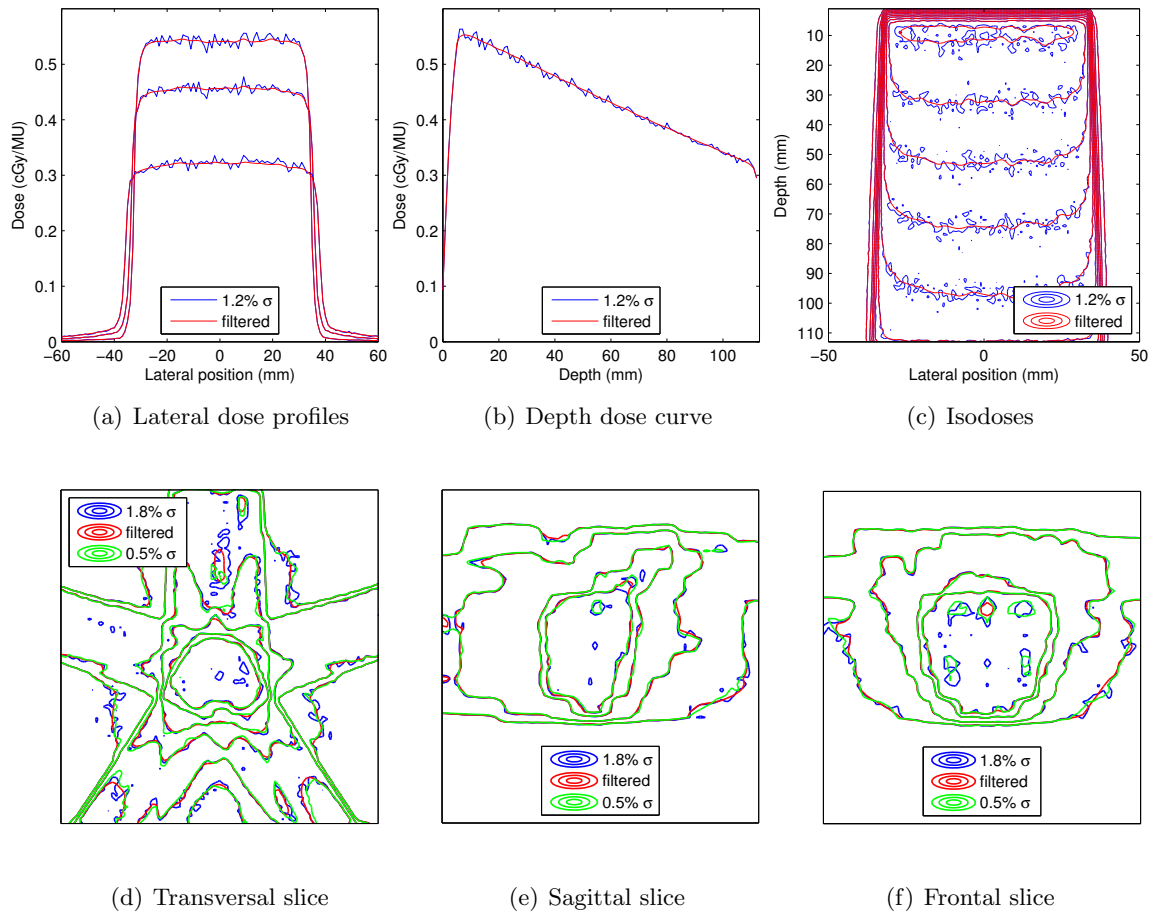 0.5
0.4
0.3
0.2
0.1
0
Dose (cGy/MU)
−60 −40 −20 0 20 40 60
Lateral position (mm)
1.2% σ
filtered
0.5
0.4
0.3
0.2
0.1
0
Dose (cGy/MU)
0 20 40 60 80 100
Depth (mm)
1.2% σ
filtered
10
20
30
40
50
60
70
80
90
100
110
Depth (mm)
−50 0 50
Lateral position (mm)
1.2% σ
filtered
(a) Lateral dose profiles
(b) Depth dose curve
(c) Isodoses
1.8% σ
filtered
0.5% σ
1.8% σ
filtered
0.5% σ
1.8% σ
filtered
0.5% σ
(d) Transversal slice
(e) Sagittal slice
(f) Frontal slice